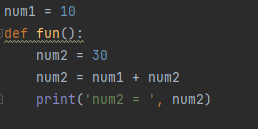 num1 = 10
def fun():
    num2 = 30
    num2 = num1 + num2
    print('num2 = ', num2)